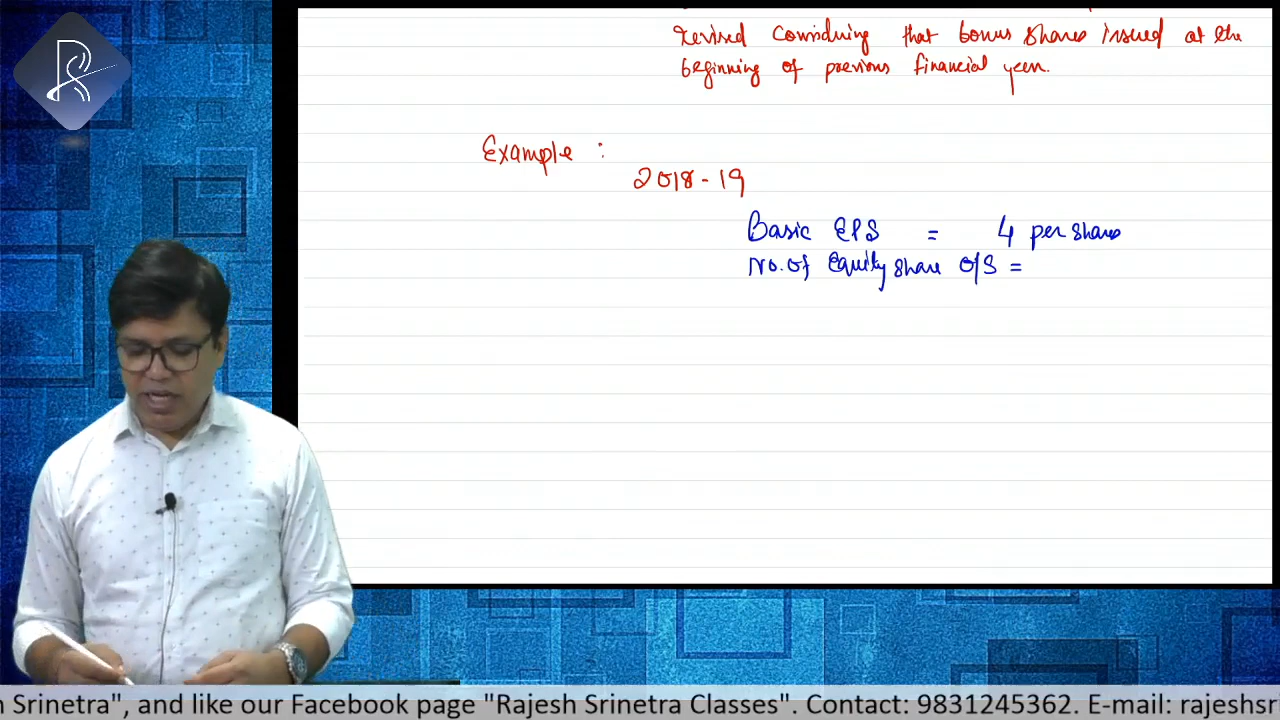 revised considering that bonus shares issued at the
beginning of previous financial year.
Example :
2018-19
Basic EPS = 4 per share
No. of Equity share O/S =
n Srinetra", and like our Facebook page "Rajesh Srinetra Classes". Contact: 9831245362. E-mail: rajeshsr